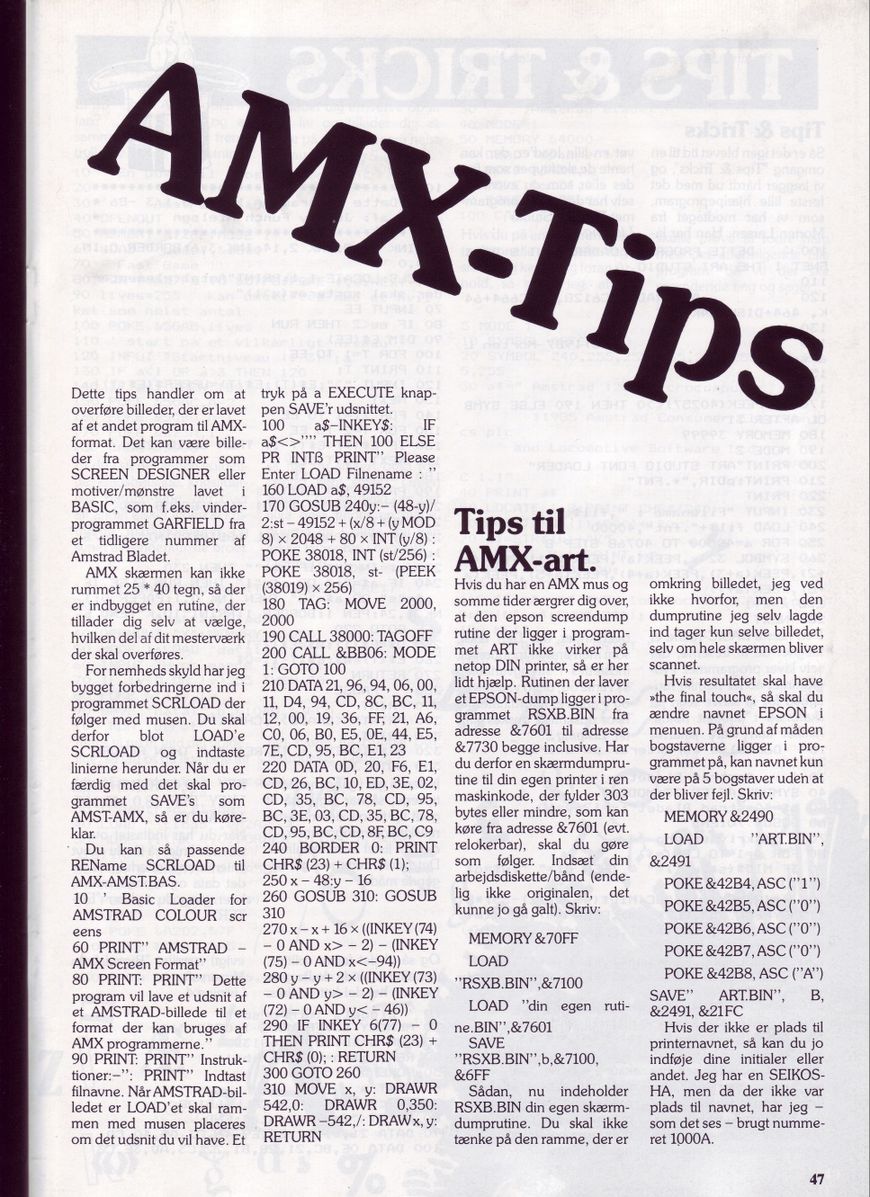 AMX-Tips
Dette tips handler om at
overføre billeder, der er lavet
af et andet program til AMX-
format. Det kan være bille-
der fra programmer som
SCREEN DESIGNER eller
motiver/mønstre lavet i
BASIC, som f.eks. vinder-
programmet GARFIELD fra
et tidligere nummer af
Amstrad Bladet.
AMX skærmen kan ikke
rummet 25 * 40 tegn, så der
er indbygget en rutine, der
tillader dig selv at vælge,
hvilken del af dit mesterværk
der skal overføres.
For nemheds skyld har jeg
bygget forbedringerne ind i
programmet SCRLOAD der
følger med musen. Du skal
derfor blot LOAD'e
SCRLOAD og indtaste
linierne herunder. Når du er
færdig med det skal pro-
grammet SAVE's som
AMST-AMX, så er du køre-
klar.
Du kan så passende
REName SCRLOAD til
AMX-AMST.BAS.
10 ' Basic Loader for
AMSTRAD COLOUR scr
eens
60 PRINT" AMSTRAD –
AMX Screen Format"
80 PRINT: PRINT" Dette
program vil lave et udsnit af
et AMSTRAD-billede til et
format der kan bruges af
AMX programmerne."
90 PRINT: PRINT" Instruk-
tioner:–": PRINT" Indtast
filnavne. Når AMSTRAD-bil-
ledet er LOAD'et skal ram-
men med musen placeres
om det udsnit du vil have. Et
tryk på a EXECUTE knap-
pen SAVE'r udsnittet.
100 a$–INKEY$: IF
a$<>"" THEN 100 ELSE
PR INTß PRINT" Please
Enter LOAD Filnename : "
160 LOAD a$, 49152
170 GOSUB 240y:– (48-y)/
2:st – 49152 + (x/8 + (y MOD
8) × 2048 + 80 × INT (y/8) :
POKE 38018, INT (st/256) :
POKE 38018, st- (PEEK
(38019) × 256)
180 TAG: MOVE 2000,
2000
190 CALL 38000: TAGOFF
200 CALL &BB06: MODE
1: GOTO 100
210 DATA 21, 96, 94, 06, 00,
11, D4, 94, CD, 8C, BC, 11,
12, 00, 19, 36, FF, 21, A6,
C0, 06, B0, E5, 0E, 44, E5,
7E, CD, 95, BC, E1, 23
220 DATA 0D, 20, F6, E1,
CD, 26, BC, 10, ED, 3E, 02,
CD, 35, BC, 78, CD, 95,
BC, 3E, 03, CD, 35, BC, 78,
CD, 95, BC, CD, 8F, BC, C9
240 BORDER 0: PRINT
CHR$ (23) + CHR$ (1);
250 x – 48:y – 16
260 GOSUB 310: GOSUB
310
270 x – x + 16 × ((INKEY (74)
– 0 AND x> – 2) – (INKEY
(75) – 0 AND x<–94))
280 y – y + 2 × ((INKEY (73)
– 0 AND y> – 2) – (INKEY
(72) – 0 AND y< – 46))
290 IF INKEY 6(77) – 0
THEN PRINT CHR$ (23) +
CHR$ (0); : RETURN
300 GOTO 260
310 MOVE x, y: DRAWR
542,0: DRAWR 0,350:
DRAWR –542,/: DRAW x, y:
RETURN
Tips til
AMX-art.
Hvis du har en AMX mus og
somme tider ærgrer dig over,
at den epson screendump
rutine der ligger i program-
met ART ikke virker på
netop DIN printer, så er her
lidt hjælp. Rutinen der laver
et EPSON-dump ligger i pro-
grammet RSXB.BIN fra
adresse &7601 til adresse
&7730 begge inclusive. Har
du derfor en skærmdumpru-
tine til din egen printer i ren
maskinkode, der fylder 303
bytes eller mindre, som kan
køre fra adresse &7601 (evt.
relokerbar), skal du gøre
som følger. Indsæt din
arbejdsdiskette/bånd (ende-
lig ikke originalen, det
kunne jo gå galt). Skriv:
MEMORY &70FF
LOAD
"RSXB.BIN",&7100
LOAD "din egen ruti-
ne.BIN",&7601
SAVE
"RSXB.BIN",b,&7100,
&6FF
Sådan, nu indeholder
RSXB.BIN din egen skærm-
dumprutine. Du skal ikke
tænke på den ramme, der er
omkring billedet, jeg ved
ikke hvorfor, men den
dumprutine jeg selv lagde
ind tager kun selve billedet,
selv om hele skærmen bliver
scannet.
Hvis resultatet skal have
»the final touch«, så skal du
ændre navnet EPSON i
menuen. På grund af måden
bogstaverne ligger i pro-
grammet på, kan navnet kun
være på 5 bogstaver uden at
der bliver fejl. Skriv:
MEMORY &2490
LOAD "ART.BIN",
&2491
POKE &42B4, ASC ("1")
POKE &42B5, ASC ("0")
POKE &42B6, ASC ("0")
POKE &42B7, ASC ("0")
POKE &42B8, ASC ("A")
SAVE" ART.BIN", B,
&2491, &21FC
Hvis der ikke er plads til
printernavnet, så kan du jo
indføje dine initialer eller
andet. Jeg har en SEIKOS-
HA, men da der ikke var
plads til navnet, har jeg –
som det ses – brugt numme-
ret 1000A.
47